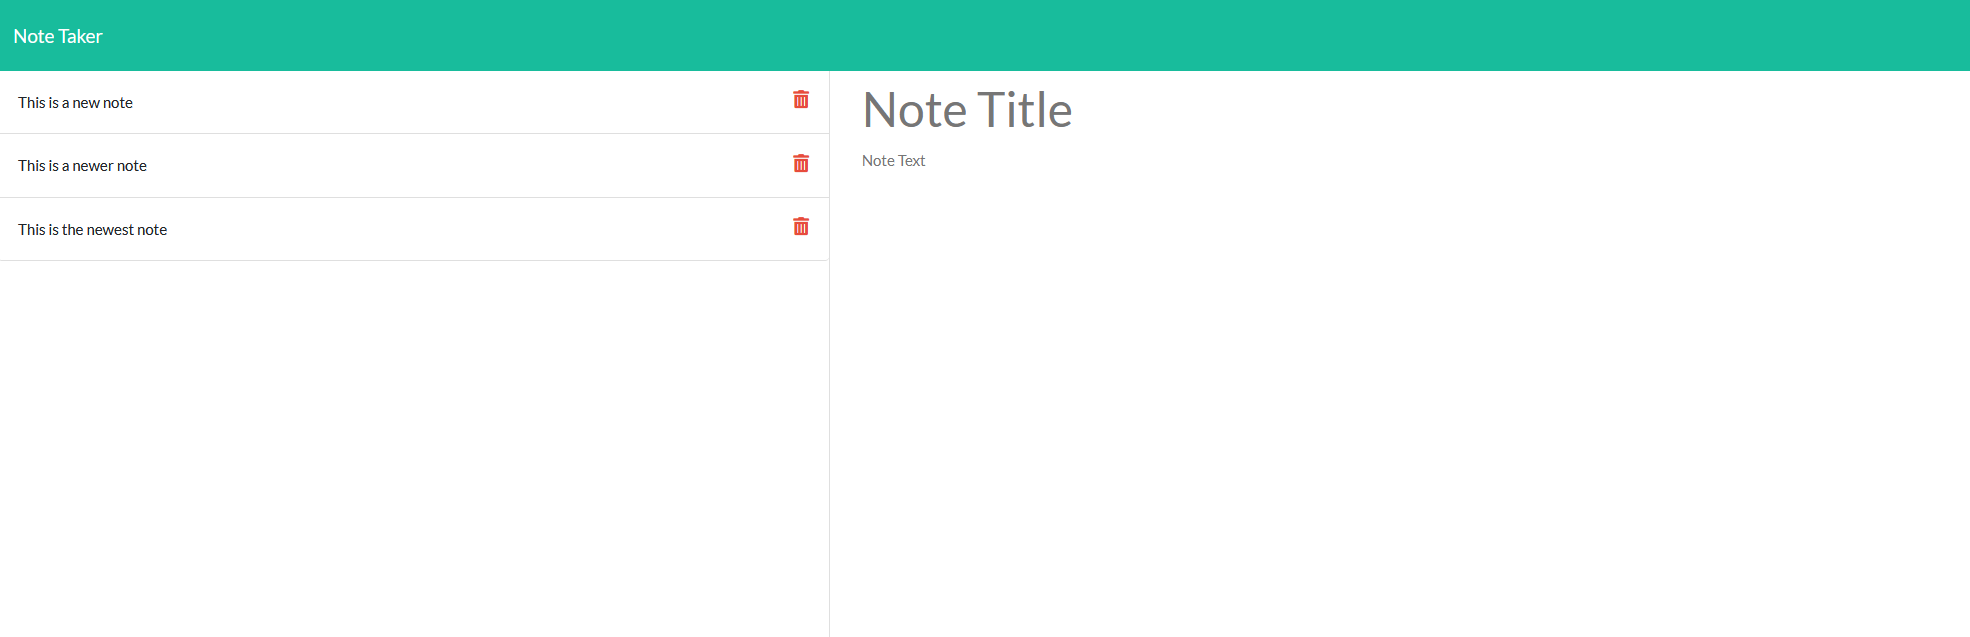 Note Taker
This is a new note
This is a newer note
This is the newest note
Note Title
Note Text